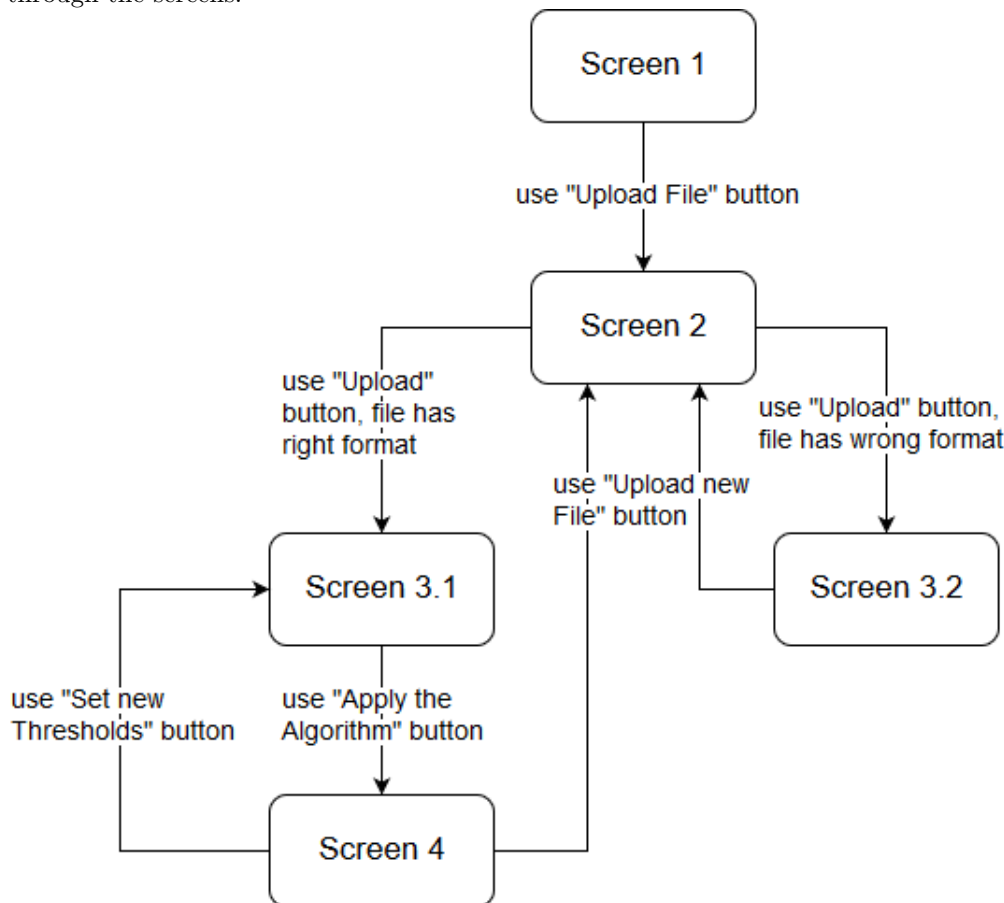 through the screens.
Screen 1
use "Upload File" button
Screen 2
use "Upload"
button, file has
right format
use "Upload" button,
file has wrong format
use "Upload new
File" button
Screen 3.1
Screen 3.2
use "Set new
Thresholds" button
use "Apply the
Algorithm" button
Screen 4